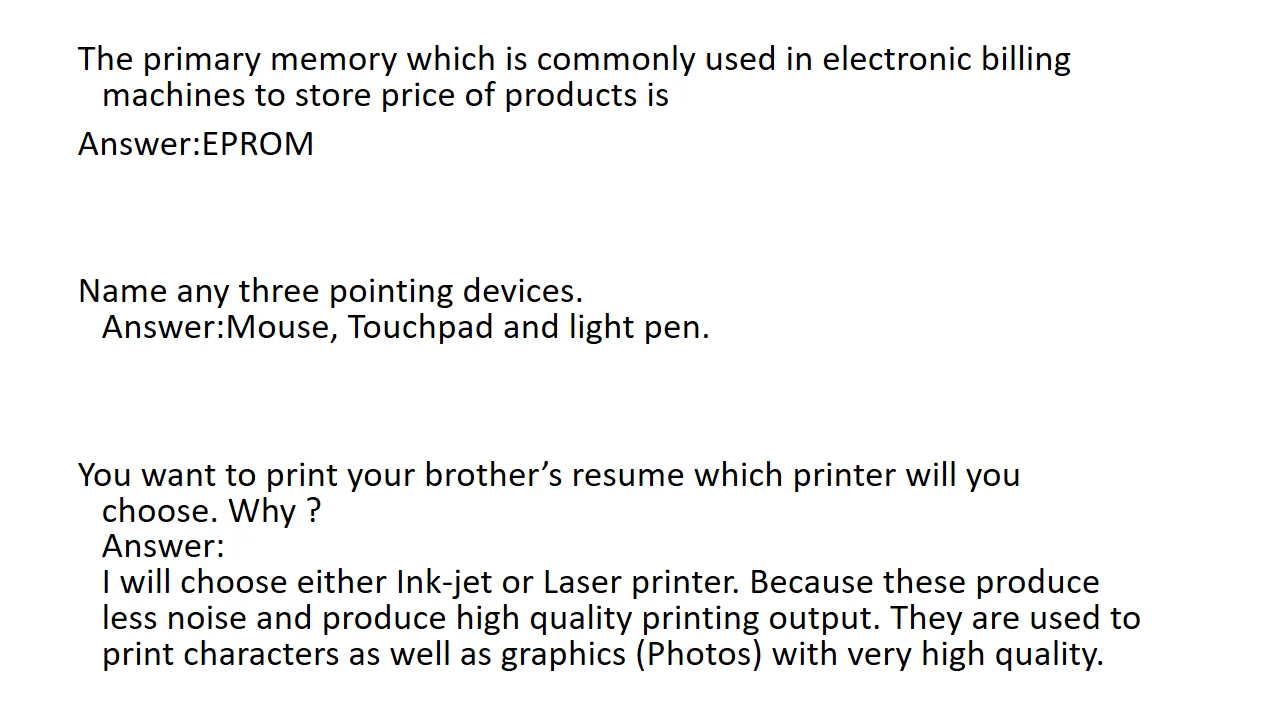 The primary memory which is commonly used in electronic billing
machines to store price of products is
Answer:EPROM
Name any three pointing devices.
Answer:Mouse, Touchpad and light pen.
You want to print your brother’s resume which printer will you
choose. Why ?
Answer:
I will choose either Ink-jet or Laser printer. Because these produce
less noise and produce high quality printing output. They are used to
print characters as well as graphics (Photos) with very high quality.